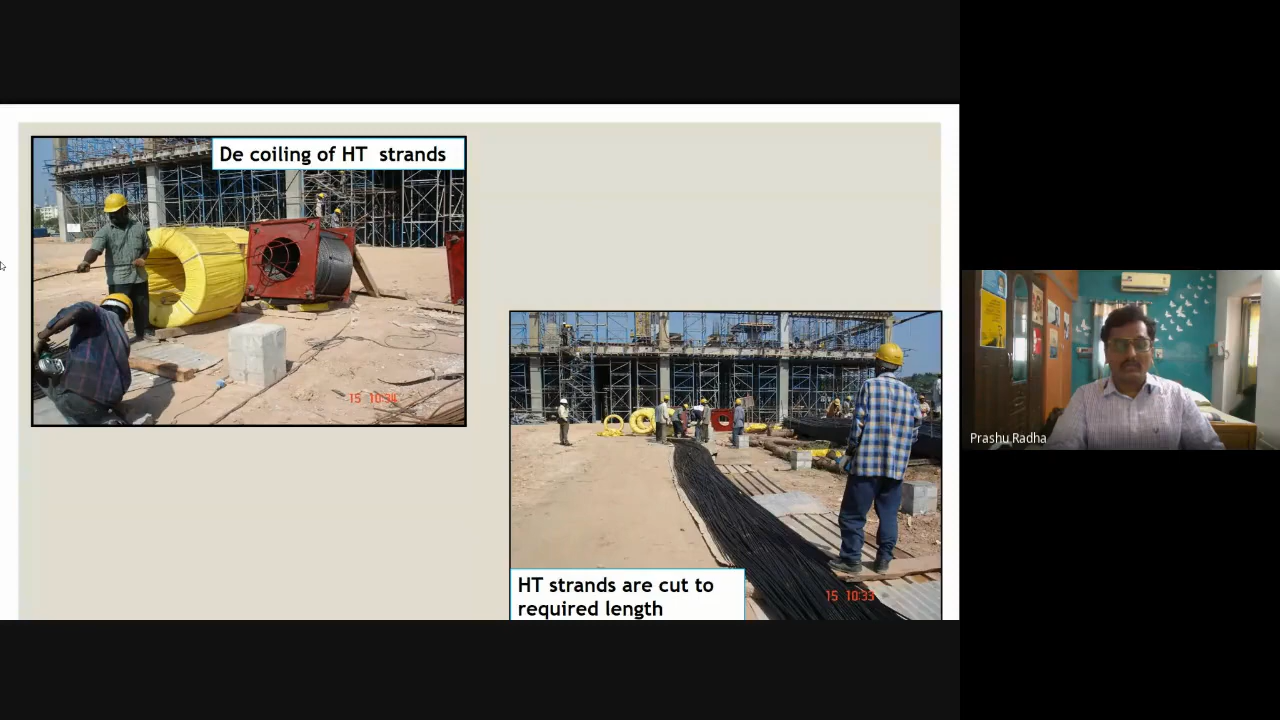 De coiling of HT strands
15 10:34
HT strands are cut to
required length
15 10:33
Prashu Radha